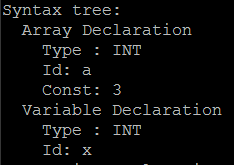 Syntax tree:
Array Declaration
Type : INT
Id: a
Const: 3
Variable Declaration
Type : INT
Id: x